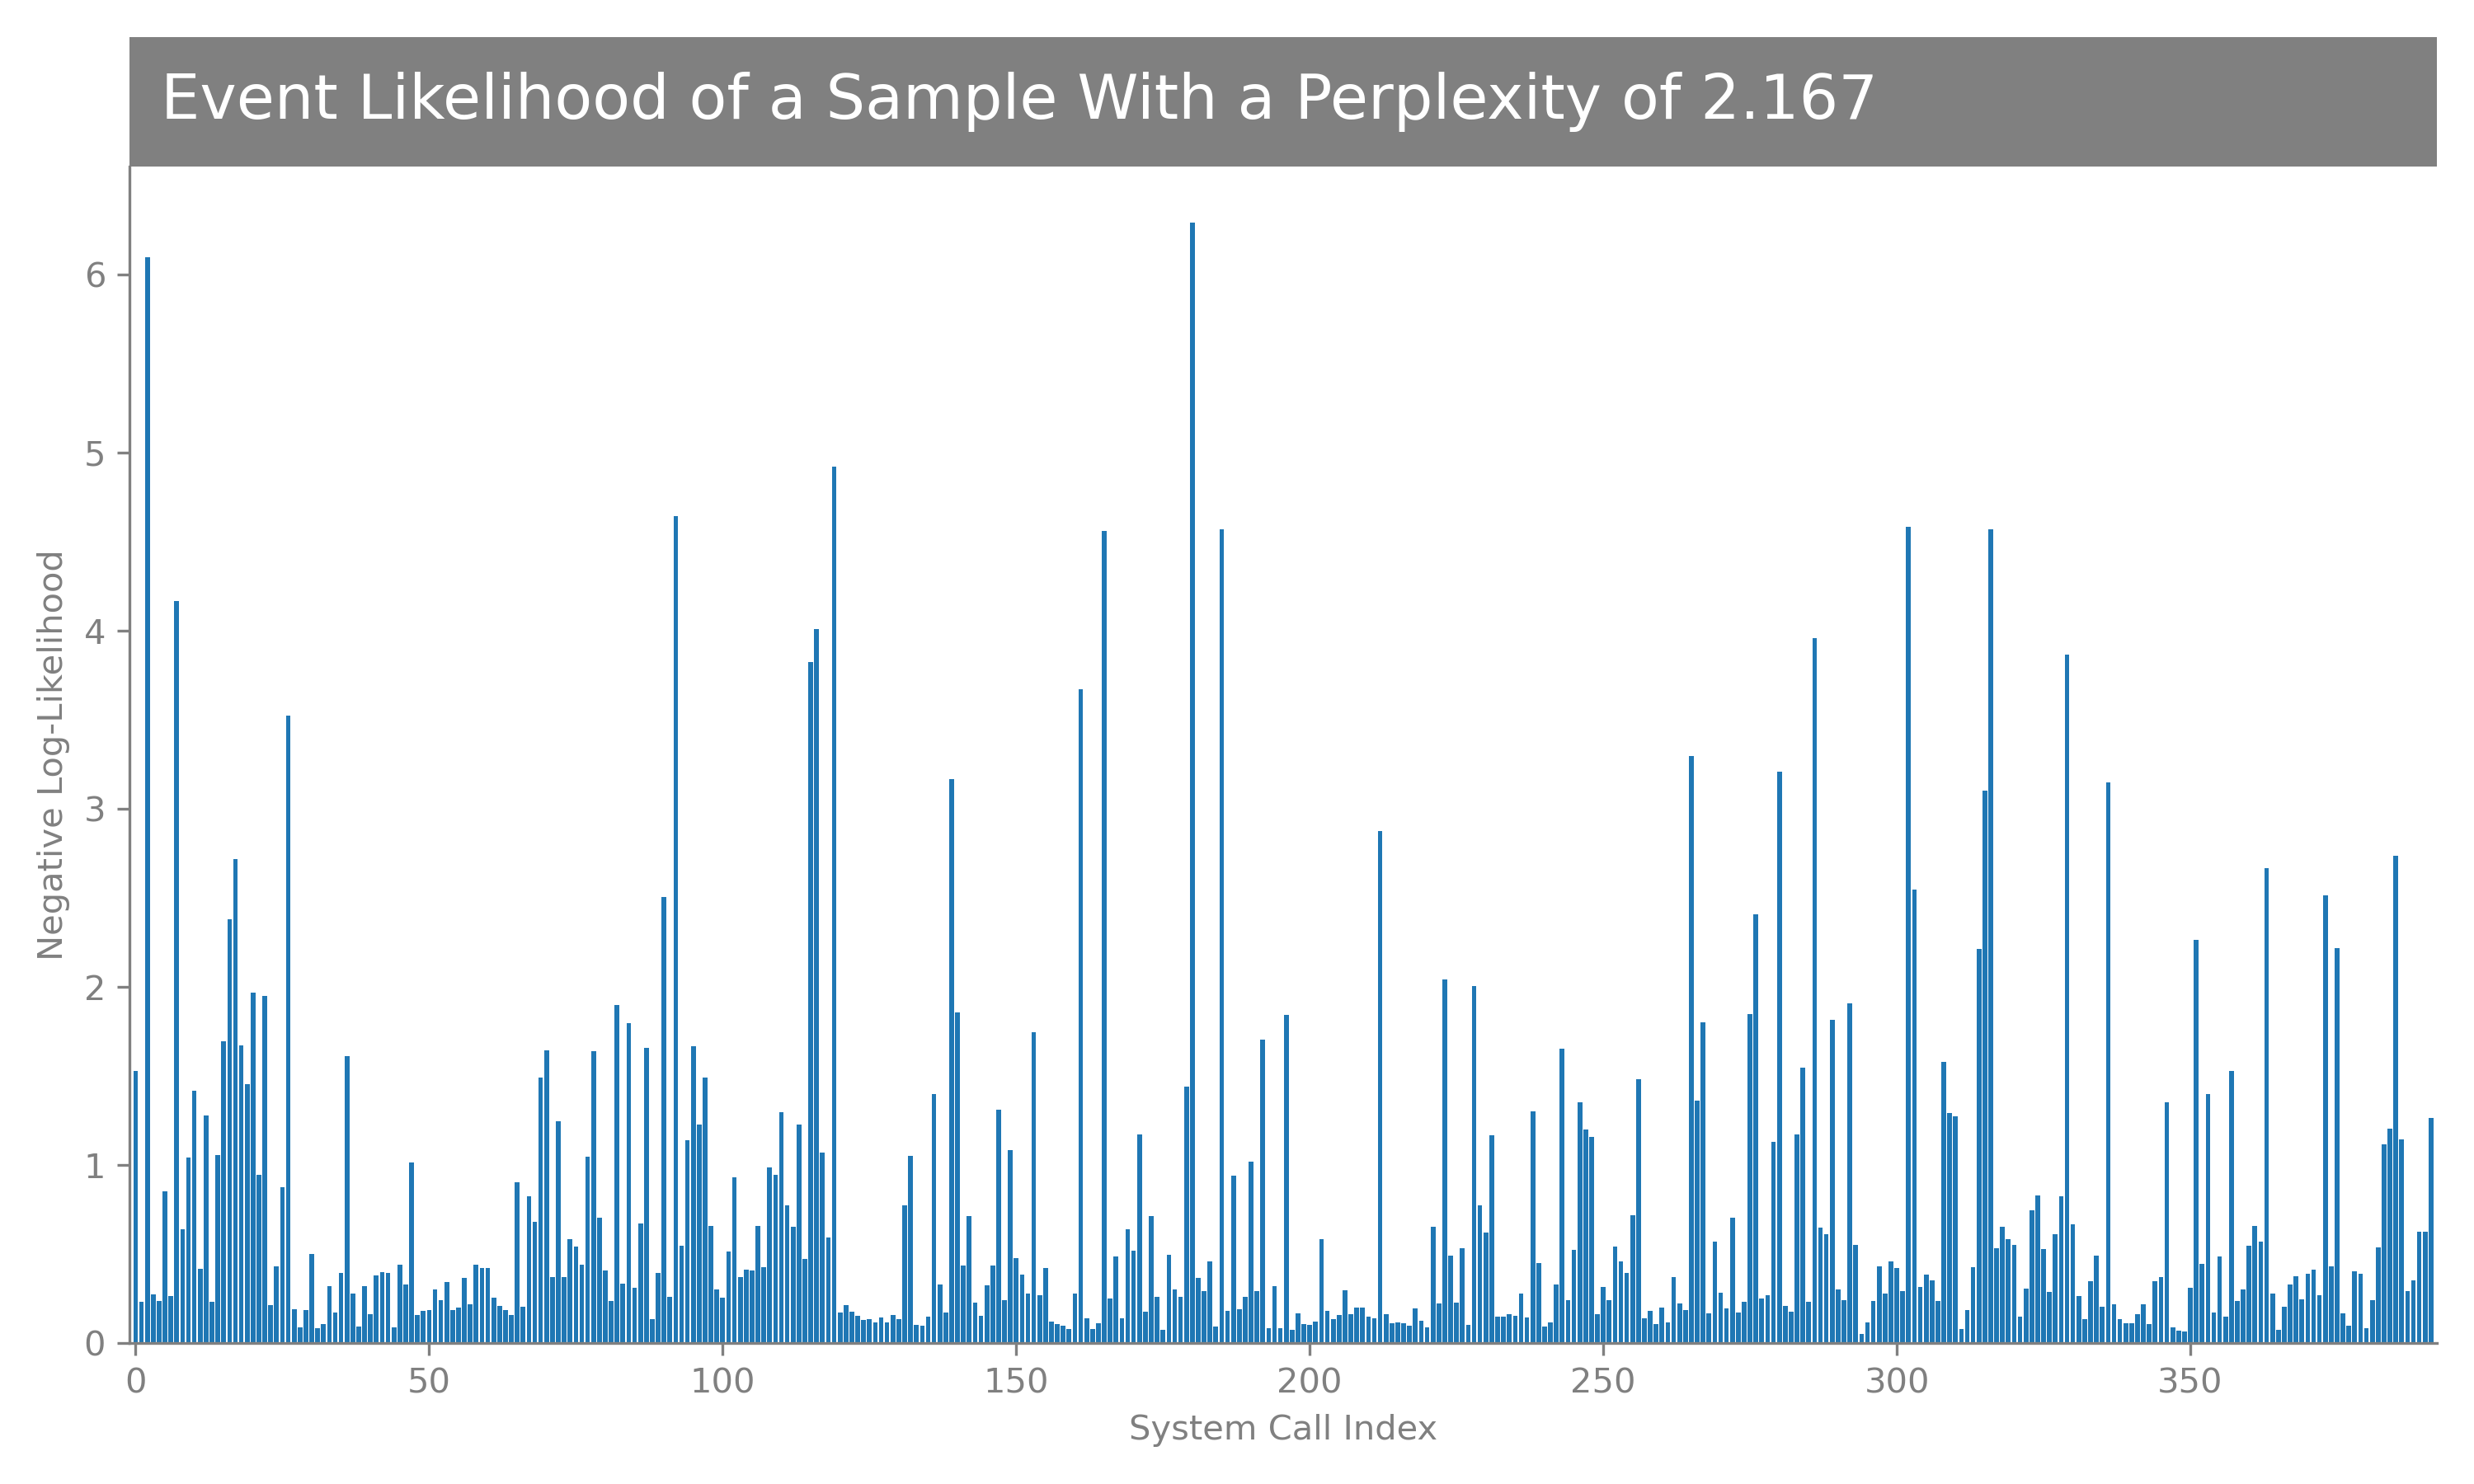 Event Likelihood of a Sample With a Perplexity of 2.167
6
5
4
3
2
1
0
Negative Log-Likelihood
0 50 100 150 200 250 300 350
System Call Index